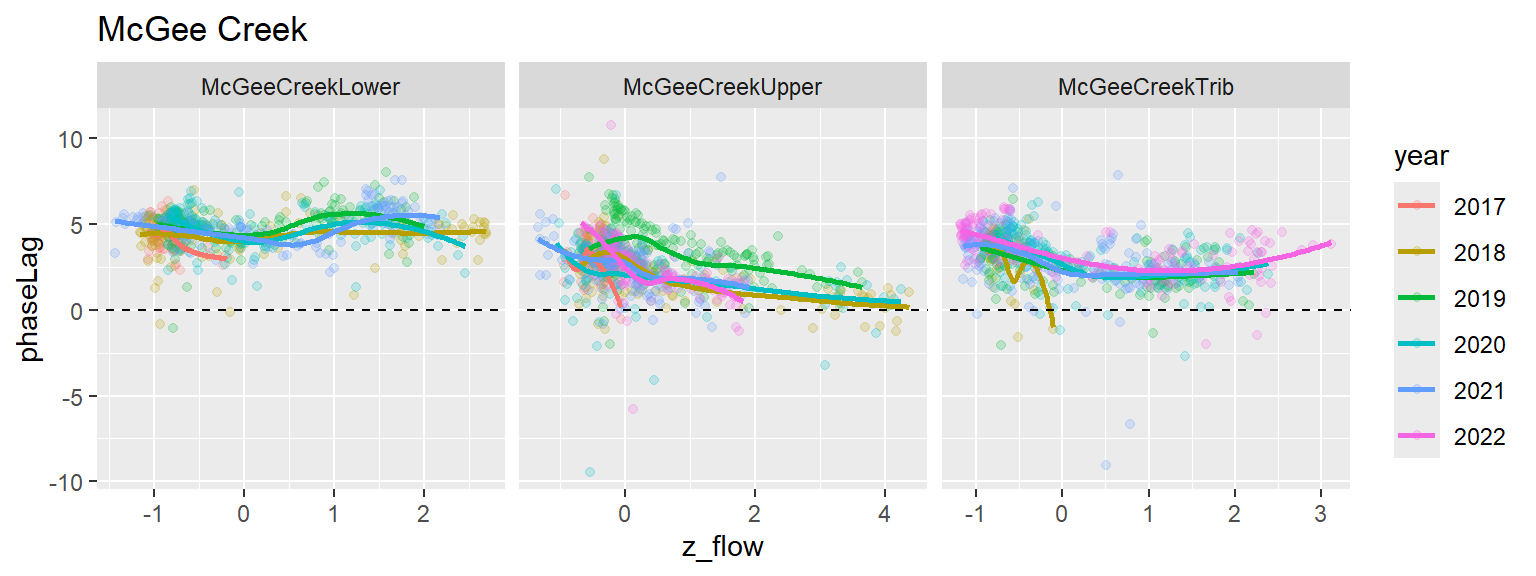 McGee Creek
McGeeCreekLower McGeeCreekUpper McGeeCreekTrib
phaseLag
10
5
0
-5
-10
-1 0 1 2 0 2 4 -1 0 1 2 3
z_flow
year
2017
2018
2019
2020
2021
2022